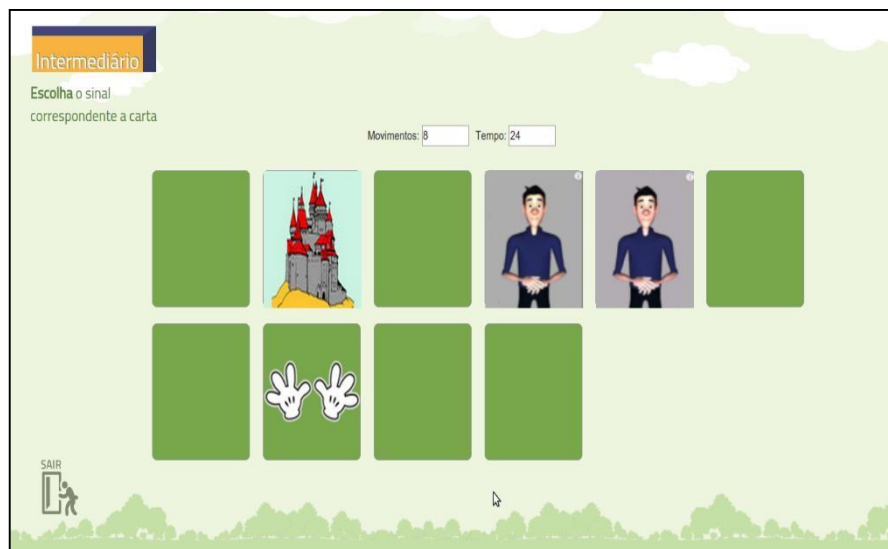 Intermediário
Escolha o sinal
correspondente a carta
Movimentos: 8 Tempo: 24
SAIR